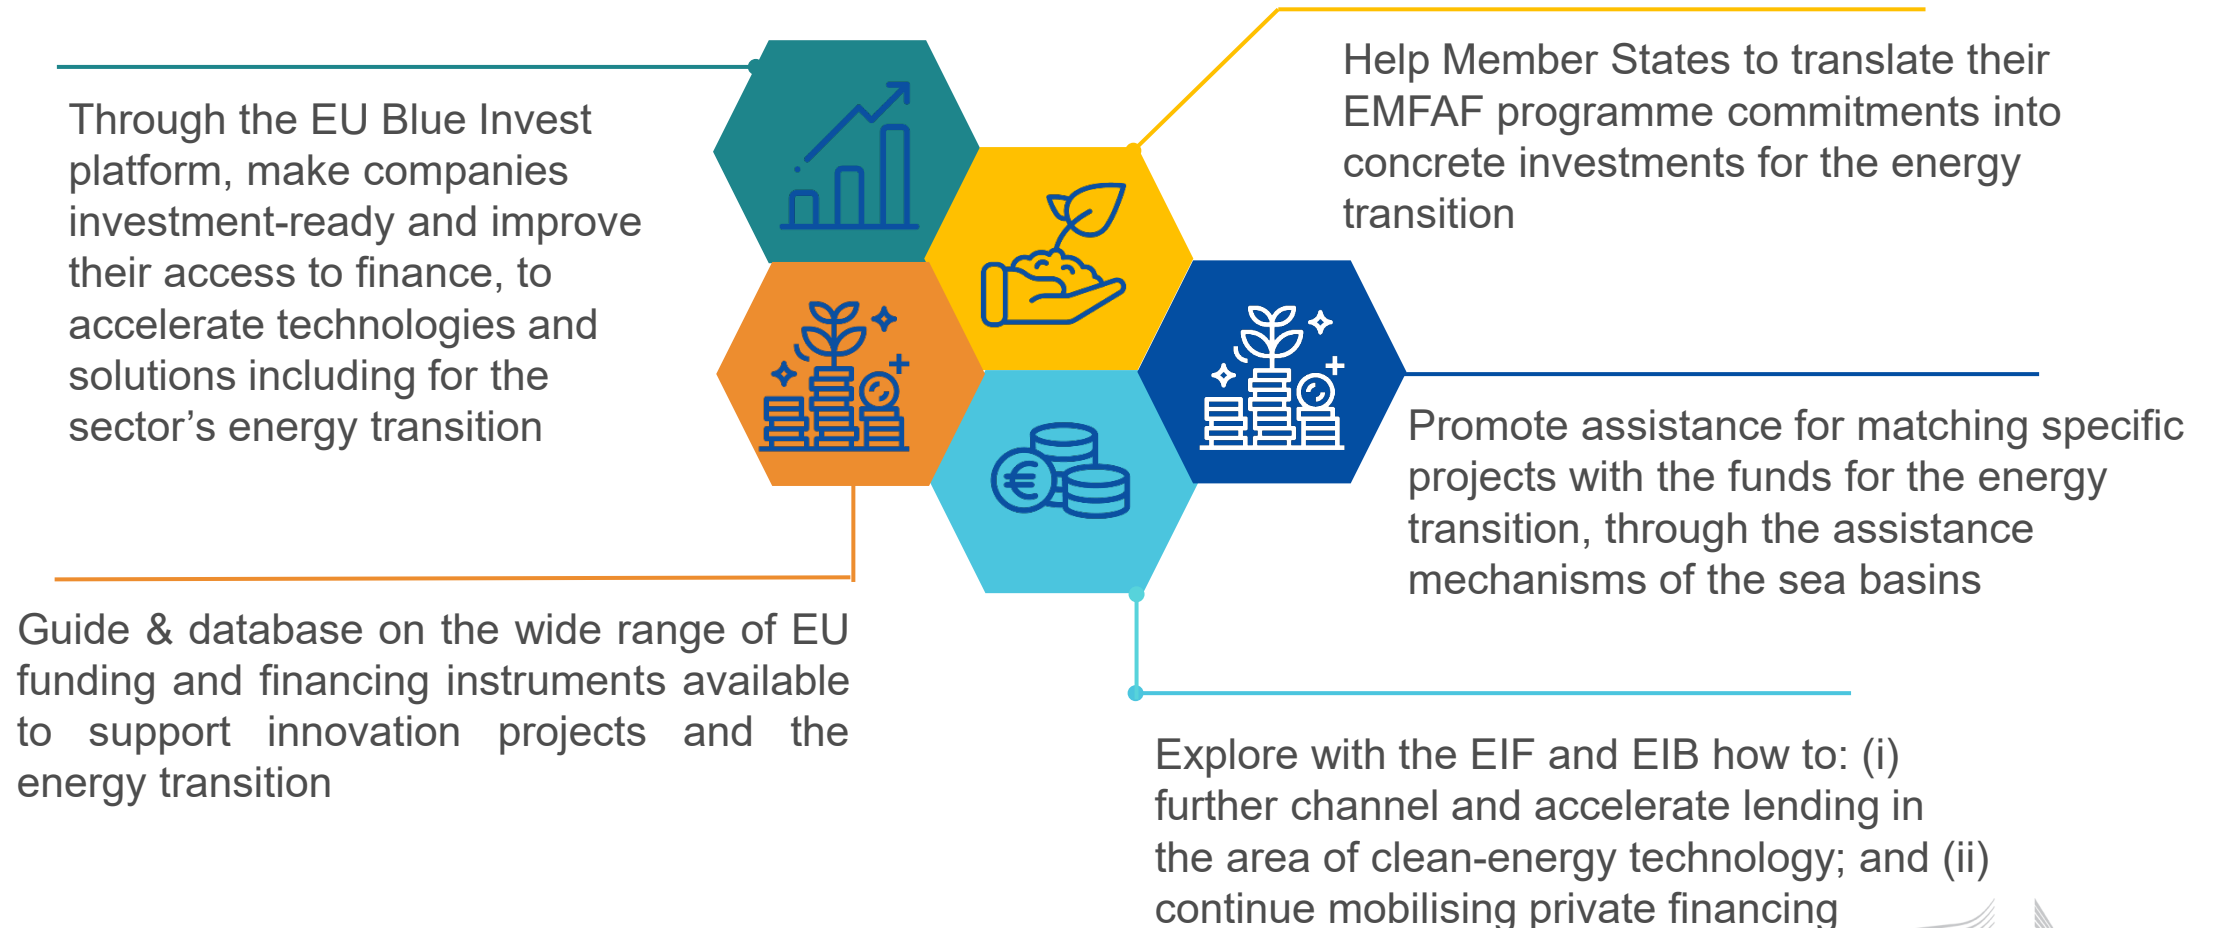 Through the EU Blue Invest
platform, make companies
investment-ready and improve
their access to finance, to
accelerate technologies and
solutions including for the
sector’s energy transition
Help Member States to translate their
EMFAF programme commitments into
concrete investments for the energy
transition
Promote assistance for matching specific
projects with the funds for the energy
transition, through the assistance
mechanisms of the sea basins
Guide & database on the wide range of EU
funding and financing instruments available
to support innovation projects and the
energy transition
Explore with the EIF and EIB how to: (i)
further channel and accelerate lending in
the area of clean-energy technology; and (ii)
continue mobilising private financing